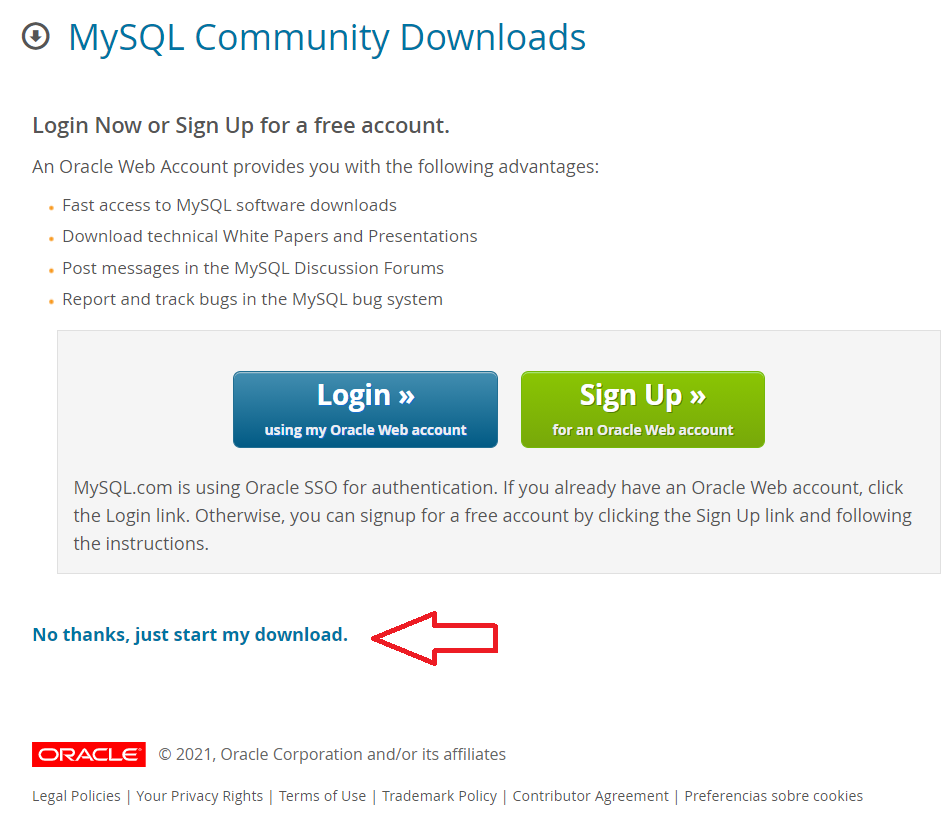 MySQL Community Downloads
Login Now or Sign Up for a free account.
An Oracle Web Account provides you with the following advantages:
Fast access to MySQL software downloads
Download technical White Papers and Presentations
Post messages in the MySQL Discussion Forums
Report and track bugs in the MySQL bug system
Login »
using my Oracle Web account
Sign Up »
for an Oracle Web account
MySQL.com is using Oracle SSO for authentication. If you already have an Oracle Web account, click
the Login link. Otherwise, you can signup for a free account by clicking the Sign Up link and following
the instructions.
No thanks, just start my download.
ORACLE © 2021, Oracle Corporation and/or its affiliates
Legal Policies | Your Privacy Rights | Terms of Use | Trademark Policy | Contributor Agreement | Preferencias sobre cookies